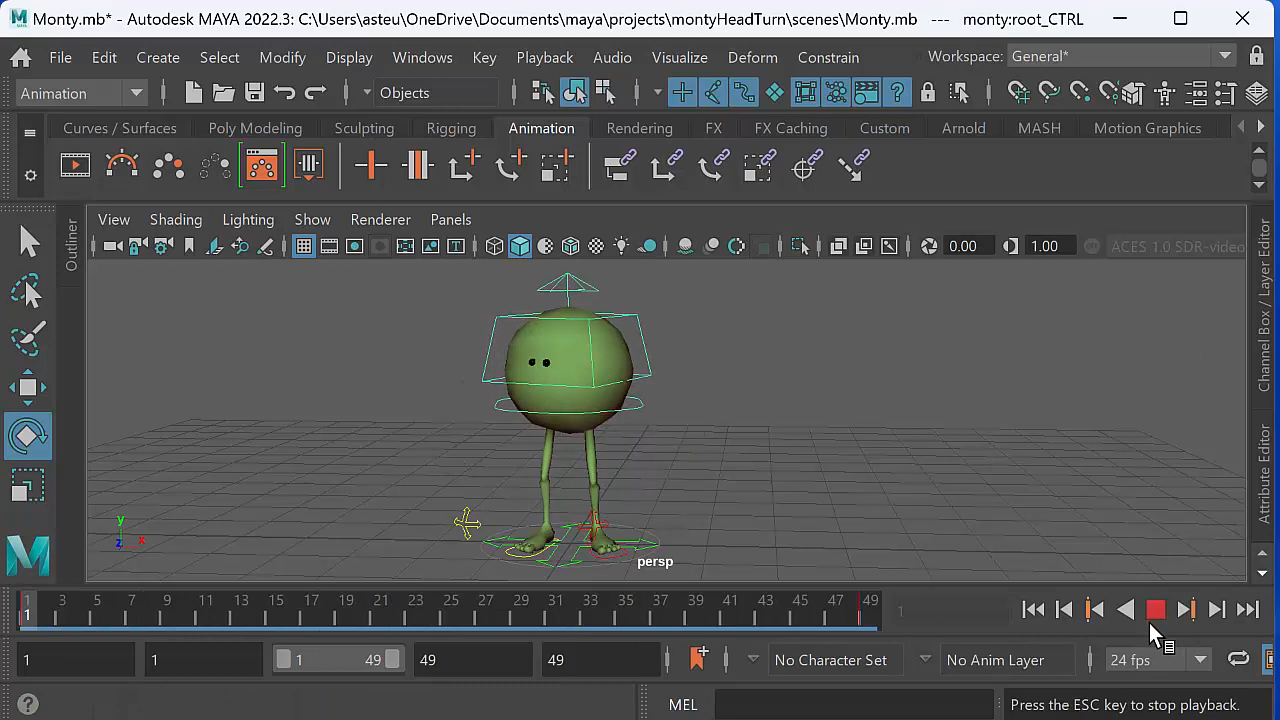 Monty.mb* - Autodesk MAYA 2022.3: C:\Users\asteu\OneDrive\Documents\maya\projects\montyHeadTurn\scenes\Monty.mb --- monty:root_CTRL
File Edit Create Select Modify Display Windows Key Playback Audio Visualize Deform Constrain Workspace: General*
Animation Objects
Curves / Surfaces Poly Modeling Sculpting Rigging Animation Rendering FX FX Caching Custom Arnold MASH Motion Graphics
View Shading Lighting Show Renderer Panels
0.00 1.00 ACES 1.0 SDR-video
Outliner
Channel Box / Layer Editor
Attribute Editor
y
z x
persp
1 3 5 7 9 11 13 15 17 19 21 23 25 27 29 31 33 35 37 39 41 43 45 47 49
1 1
1 1 1 49 49 49 No Character Set No Anim Layer 24 fps
MEL Press the ESC key to stop playback.